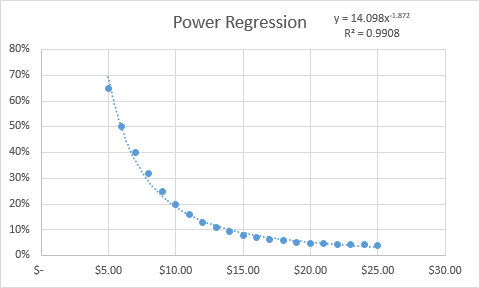 Power Regression
y = 14.098x^-1.872
R² = 0.9908
80%
70%
60%
50%
40%
30%
20%
10%
0%
$- $5.00 $10.00 $15.00 $20.00 $25.00 $30.00